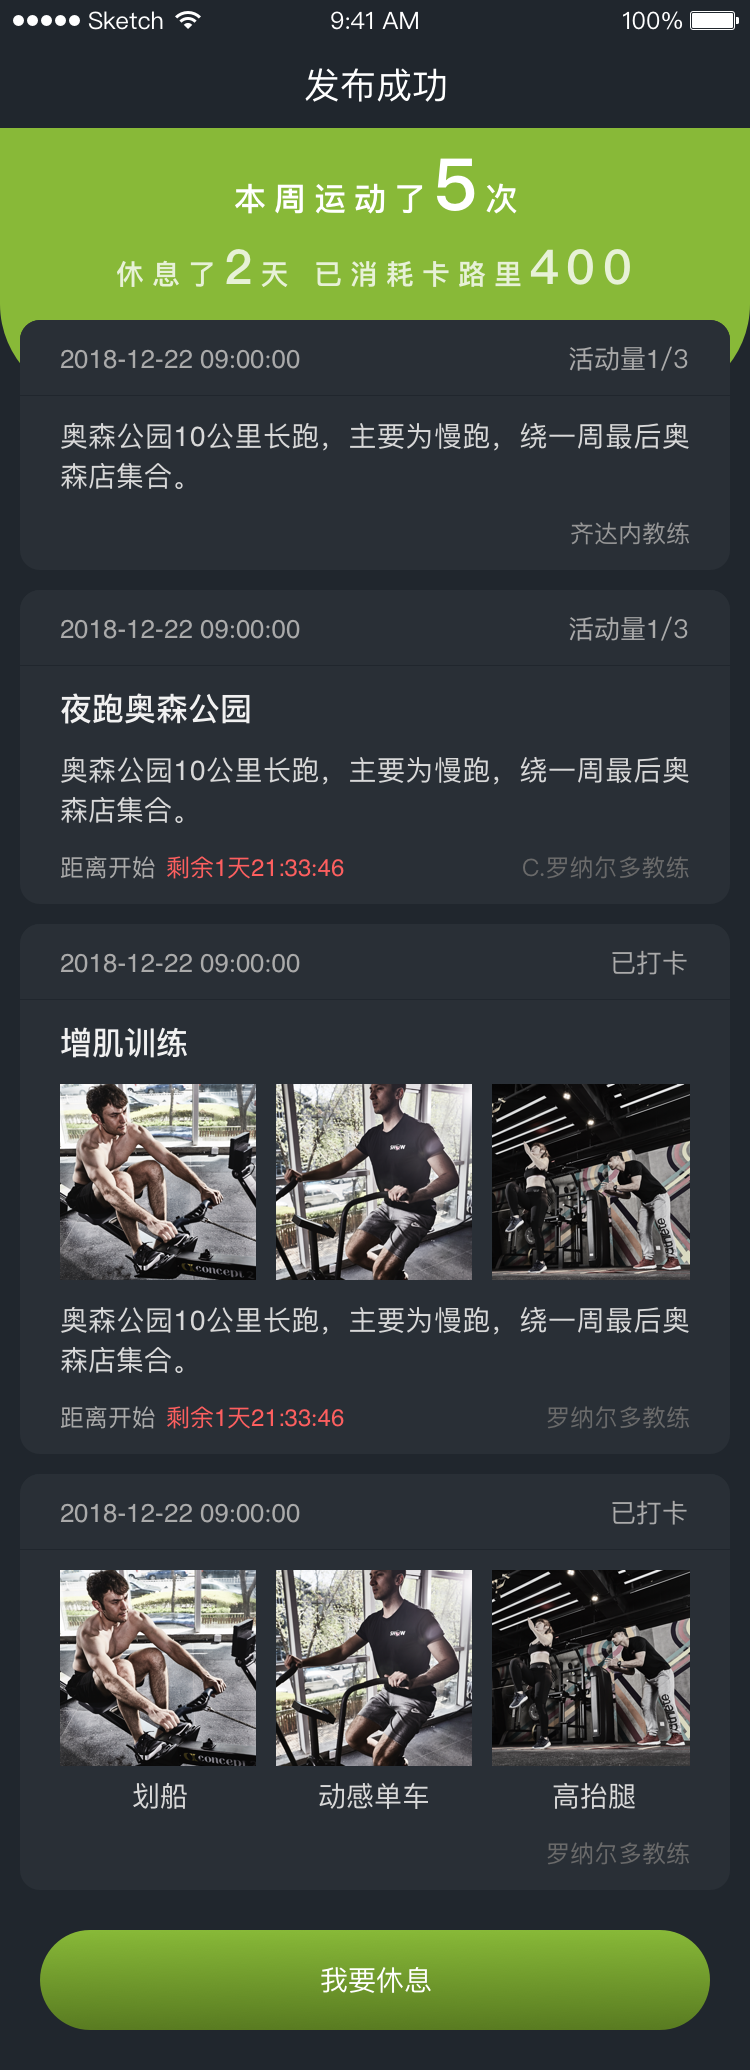 Sketch 9:41 AM 100%
发布成功
本周运动了5次
休息了2天 已消耗卡路里400
2018-12-22 09:00:00 活动量1/3
奥森公园10公里长跑，主要为慢跑，绕一周最后奥
森店集合。
齐达内教练
2018-12-22 09:00:00 活动量1/3
夜跑奥森公园
奥森公园10公里长跑，主要为慢跑，绕一周最后奥
森店集合。
距离开始 剩余1天21:33:46 C.罗纳尔多教练
2018-12-22 09:00:00 已打卡
增肌训练
SHOW
concept
奥森公园10公里长跑，主要为慢跑，绕一周最后奥
森店集合。
距离开始 剩余1天21:33:46 罗纳尔多教练
2018-12-22 09:00:00 已打卡
SHOW
concept
划船 动感单车 高抬腿
罗纳尔多教练
我要休息